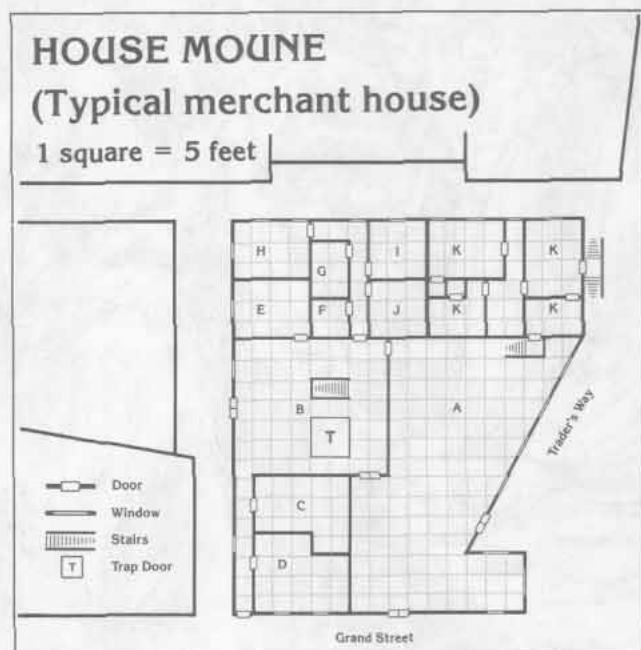 HOUSE MOUNE
(Typical merchant house)
1 square = 5 feet
H
G
I
K
K
E
F
J
K
K
B
A
T
Trader's Way
C
D
Door
Window
Stairs
T
Trap Door
Grand Street